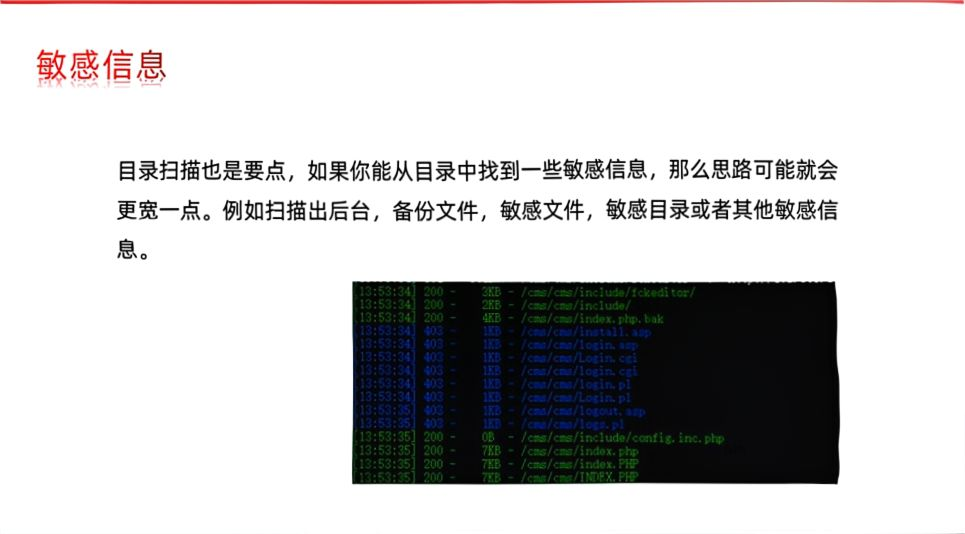 敏感信息
目录扫描也是要点，如果你能从目录中找到一些敏感信息，那么思路可能就会
更宽一点。例如扫描出后台，备份文件，敏感文件，敏感目录或者其他敏感信
息。
[13:53:34] 200 - 3KB - /cms/cms/include/fckeditor/
[13:53:34] 200 - 2KB - /cms/cms/include/
[13:53:34] 200 - 4KB - /cms/cms/index.php.bak
[13:53:34] 403 - 1KB - /cms/cms/install.asp
[13:53:34] 403 - 1KB - /cms/cms/Login.asp
[13:53:34] 403 - 1KB - /cms/cms/Login.cgi
[13:53:34] 403 - 1KB - /cms/cms/login.cgi
[13:53:34] 403 - 1KB - /cms/cms/login.pl
[13:53:34] 403 - 1KB - /cms/cms/Login.pl
[13:53:35] 403 - 1KB - /cms/cms/logout.asp
[13:53:35] 403 - 1KB - /cms/cms/logs.pl
[13:53:35] 200 - 0B - /cms/cms/include/config.inc.php
[13:53:35] 200 - 7KB - /cms/cms/index.php
[13:53:35] 200 - 7KB - /cms/cms/index.PHP
[13:53:35] 200 - 7KB - /cms/cms/INDEX.PHP